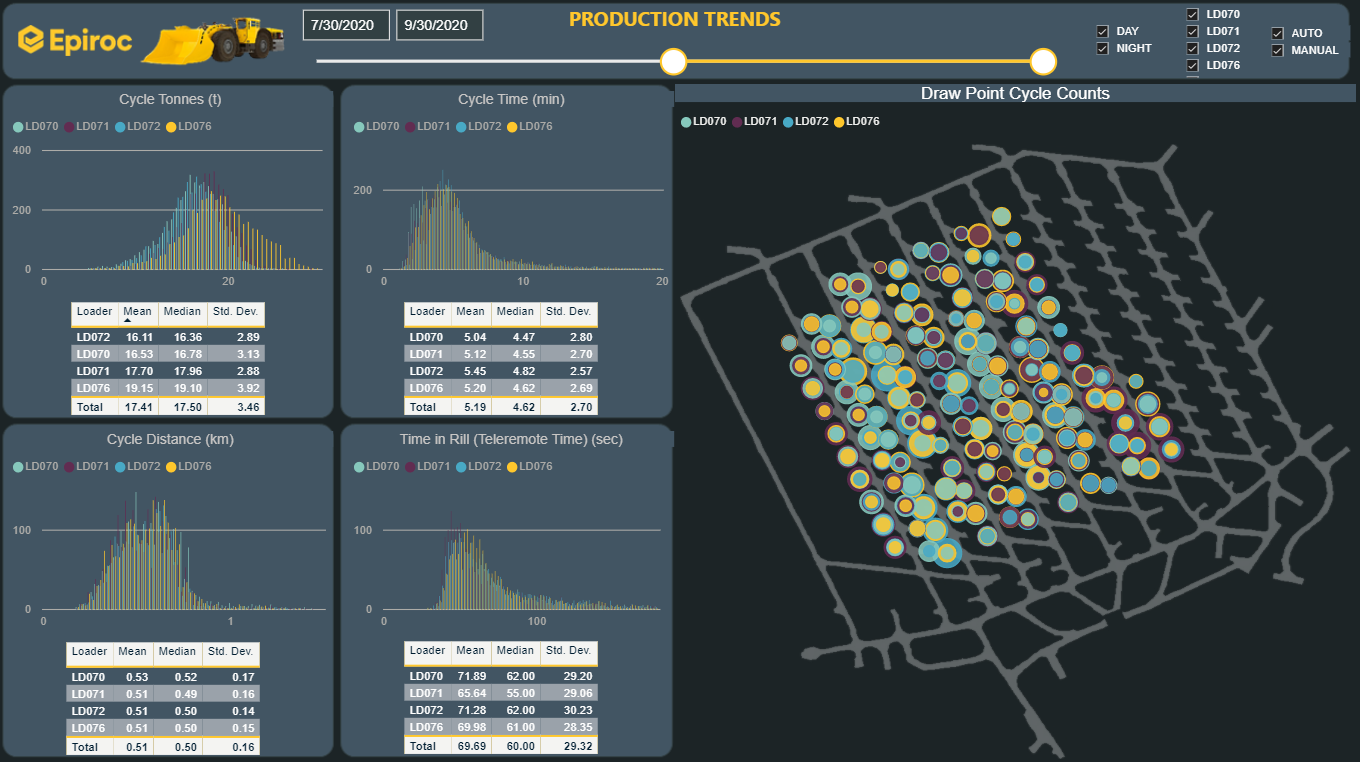 Epiroc
7/30/2020 9/30/2020
PRODUCTION TRENDS
DAY
NIGHT
LD070
LD071
LD072
LD076
AUTO
MANUAL
Cycle Tonnes (t)
LD070 LD071 LD072 LD076
400
200
0
0 20
Loader Mean Median Std. Dev.
LD072 16.11 16.36 2.89
LD070 16.53 16.78 3.13
LD071 17.70 17.96 2.88
LD076 19.15 19.10 3.92
Total 17.41 17.50 3.46
Cycle Time (min)
LD070 LD071 LD072 LD076
200
0
0 10 20
Loader Mean Median Std. Dev.
LD070 5.04 4.47 2.80
LD071 5.12 4.55 2.70
LD072 5.45 4.82 2.57
LD076 5.20 4.62 2.69
Total 5.19 4.62 2.70
Cycle Distance (km)
LD070 LD071 LD072 LD076
100
0
0 1
Loader Mean Median Std. Dev.
LD070 0.53 0.52 0.17
LD071 0.51 0.49 0.16
LD072 0.51 0.50 0.14
LD076 0.51 0.50 0.15
Total 0.51 0.50 0.16
Time in Rill (Teleremote Time) (sec)
LD070 LD071 LD072 LD076
100
0
0 100
Loader Mean Median Std. Dev.
LD070 71.89 62.00 29.20
LD071 65.64 55.00 29.06
LD072 71.28 62.00 30.23
LD076 69.98 61.00 28.35
Total 69.69 60.00 29.32
Draw Point Cycle Counts
LD070 LD071 LD072 LD076